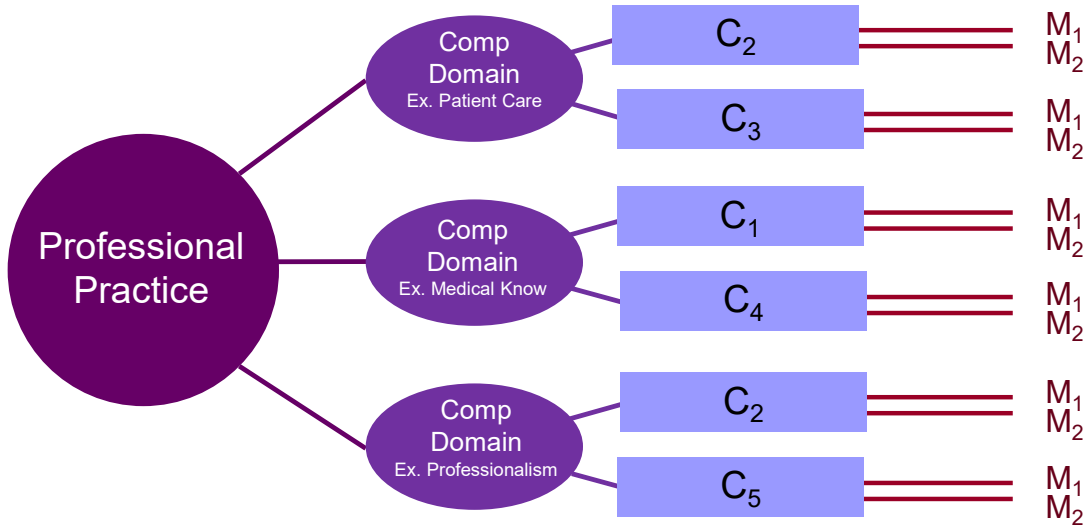 Professional
Practice
Comp
Domain
Ex. Patient Care
C₂
M₁
M₂
C₃
M₁
M₂
Comp
Domain
Ex. Medical Know
C₁
M₁
M₂
C₄
M₁
M₂
Comp
Domain
Ex. Professionalism
C₂
M₁
M₂
C₅
M₁
M₂